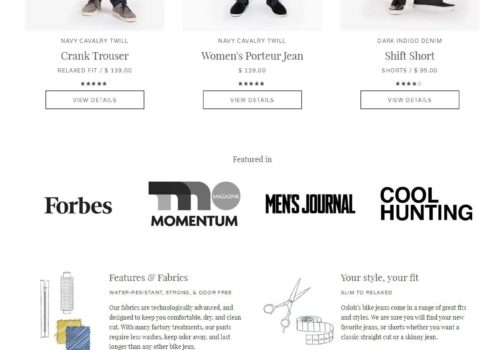 NAVY CAVALRY TWILL
Crank Trouser
RELAXED FIT / $ 139.00
★★★★★
VIEW DETAILS
NAVY CAVALRY TWILL
Women's Porteur Jean
$ 139.00
★★★★★
VIEW DETAILS
DARK INDIGO DENIM
Shift Short
SHORTS / $ 99.00
★★★★☆
VIEW DETAILS
Featured in
Forbes
mo
MAGAZINE
MOMENTUM
MEN'S JOURNAL
COOL
HUNTING
Features & Fabrics
WATER-RESISTANT, STRONG, & ODOR FREE
Our fabrics are technologically advanced, and
designed to keep you comfortable, dry, and clean
cut. With many factory treatments, our pants
require less washes, keep odor away, and last
longer than any other bike jean.
Your style, your fit
SLIM TO RELAXED
Osloh's bike jeans come in a range of great fits
and styles. We are sure you will find your new
favorite jeans, or shorts whether you want a
classic straight cut or a skinny jean.